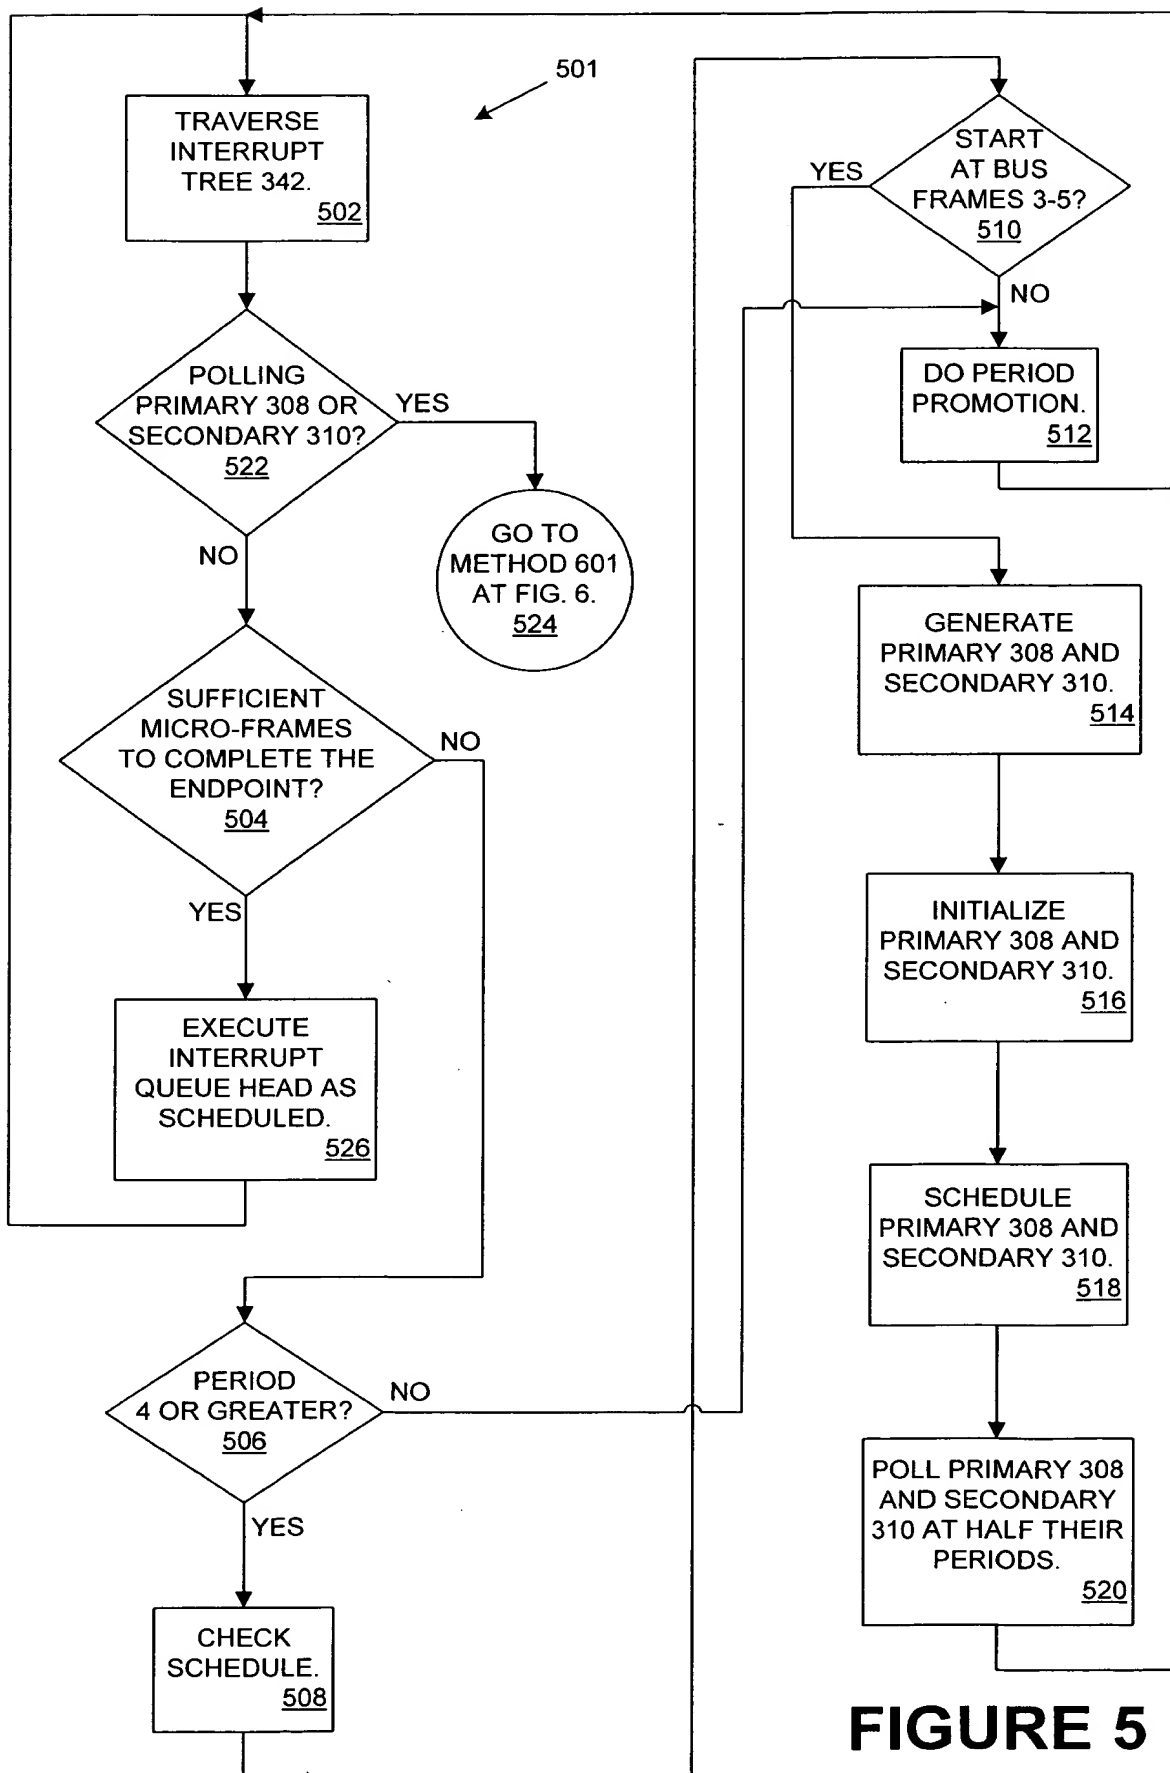 501
TRAVERSE
INTERRUPT
TREE 342.
502
POLLING
PRIMARY 308 OR
SECONDARY 310?
522
YES
NO
GO TO
METHOD 601
AT FIG. 6.
524
SUFFICIENT
MICRO-FRAMES
TO COMPLETE THE
ENDPOINT?
504
NO
YES
EXECUTE
INTERRUPT
QUEUE HEAD AS
SCHEDULED.
526
PERIOD
4 OR GREATER?
506
NO
YES
CHECK
SCHEDULE.
508
START
AT BUS
FRAMES 3-5?
510
YES
NO
DO PERIOD
PROMOTION.
512
GENERATE
PRIMARY 308 AND
SECONDARY 310.
514
INITIALIZE
PRIMARY 308 AND
SECONDARY 310.
516
SCHEDULE
PRIMARY 308 AND
SECONDARY 310.
518
POLL PRIMARY 308
AND SECONDARY
310 AT HALF THEIR
PERIODS.
520
FIGURE 5